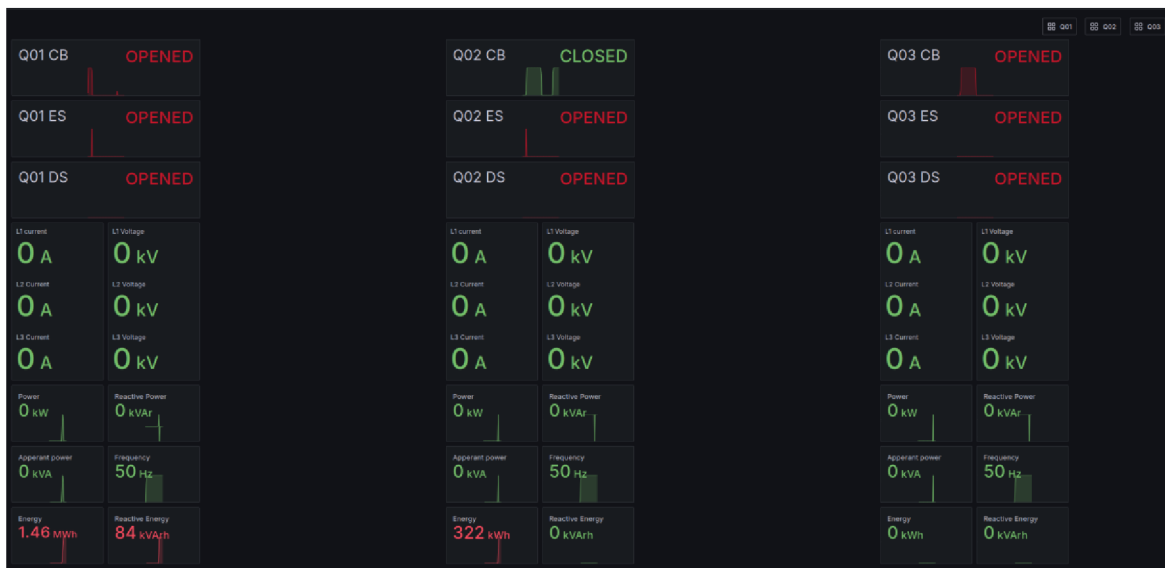 Q01 Q02 Q03
Q01 CB OPENED
Q02 CB CLOSED
Q03 CB OPENED
Q01 ES OPENED
Q02 ES OPENED
Q03 ES OPENED
Q01 DS OPENED
Q02 DS OPENED
Q03 DS OPENED
L1 current L1 Voltage
0 A 0 kV
L1 current L1 Voltage
0 A 0 kV
L1 current L1 Voltage
0 A 0 kV
L2 Current L2 Voltage
0 A 0 kV
L2 Current L2 Voltage
0 A 0 kV
L2 Current L2 Voltage
0 A 0 kV
L3 Current L3 Voltage
0 A 0 kV
L3 Current L3 Voltage
0 A 0 kV
L3 Current L3 Voltage
0 A 0 kV
Power Reactive Power
0 kW 0 kVAr
Power Reactive Power
0 kW 0 kVAr
Power Reactive Power
0 kW 0 kVAr
Apperant power Frequency
0 kVA 50 Hz
Apperant power Frequency
0 kVA 50 Hz
Apperant power Frequency
0 kVA 50 Hz
Energy Reactive Energy
1.46 MWh 84 kVArh
Energy Reactive Energy
322 kWh 0 kVArh
Energy Reactive Energy
0 kWh 0 kVArh